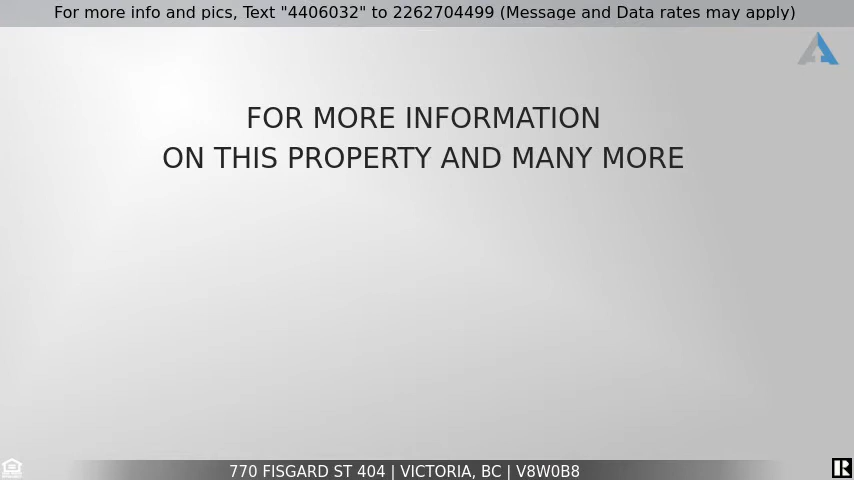 For more info and pics, Text "4406032" to 2262704499 (Message and Data rates may apply)
FOR MORE INFORMATION
ON THIS PROPERTY AND MANY MORE
770 FISGARD ST 404 | VICTORIA, BC | V8W0B8